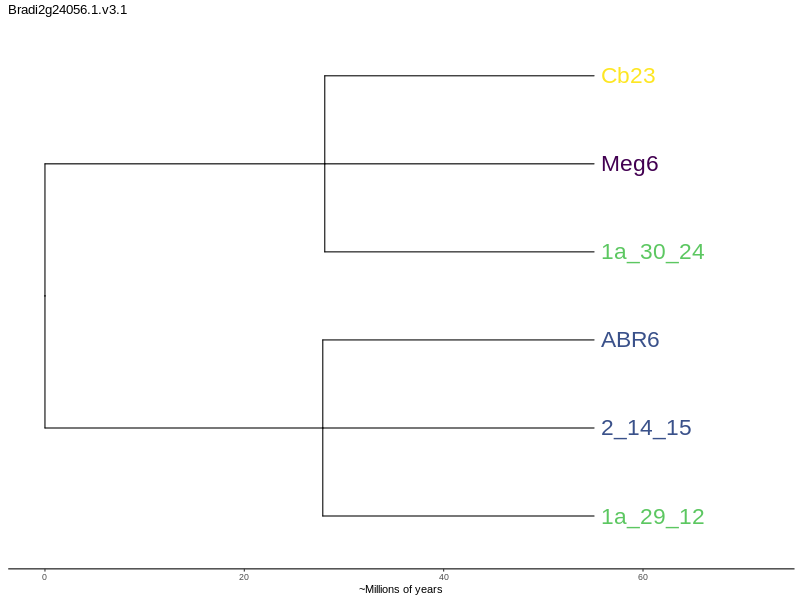 Bradi2g24056.1.v3.1
Cb23
Meg6
1a_30_24
ABR6
2_14_15
1a_29_12
0 20 40 60
~Millions of years